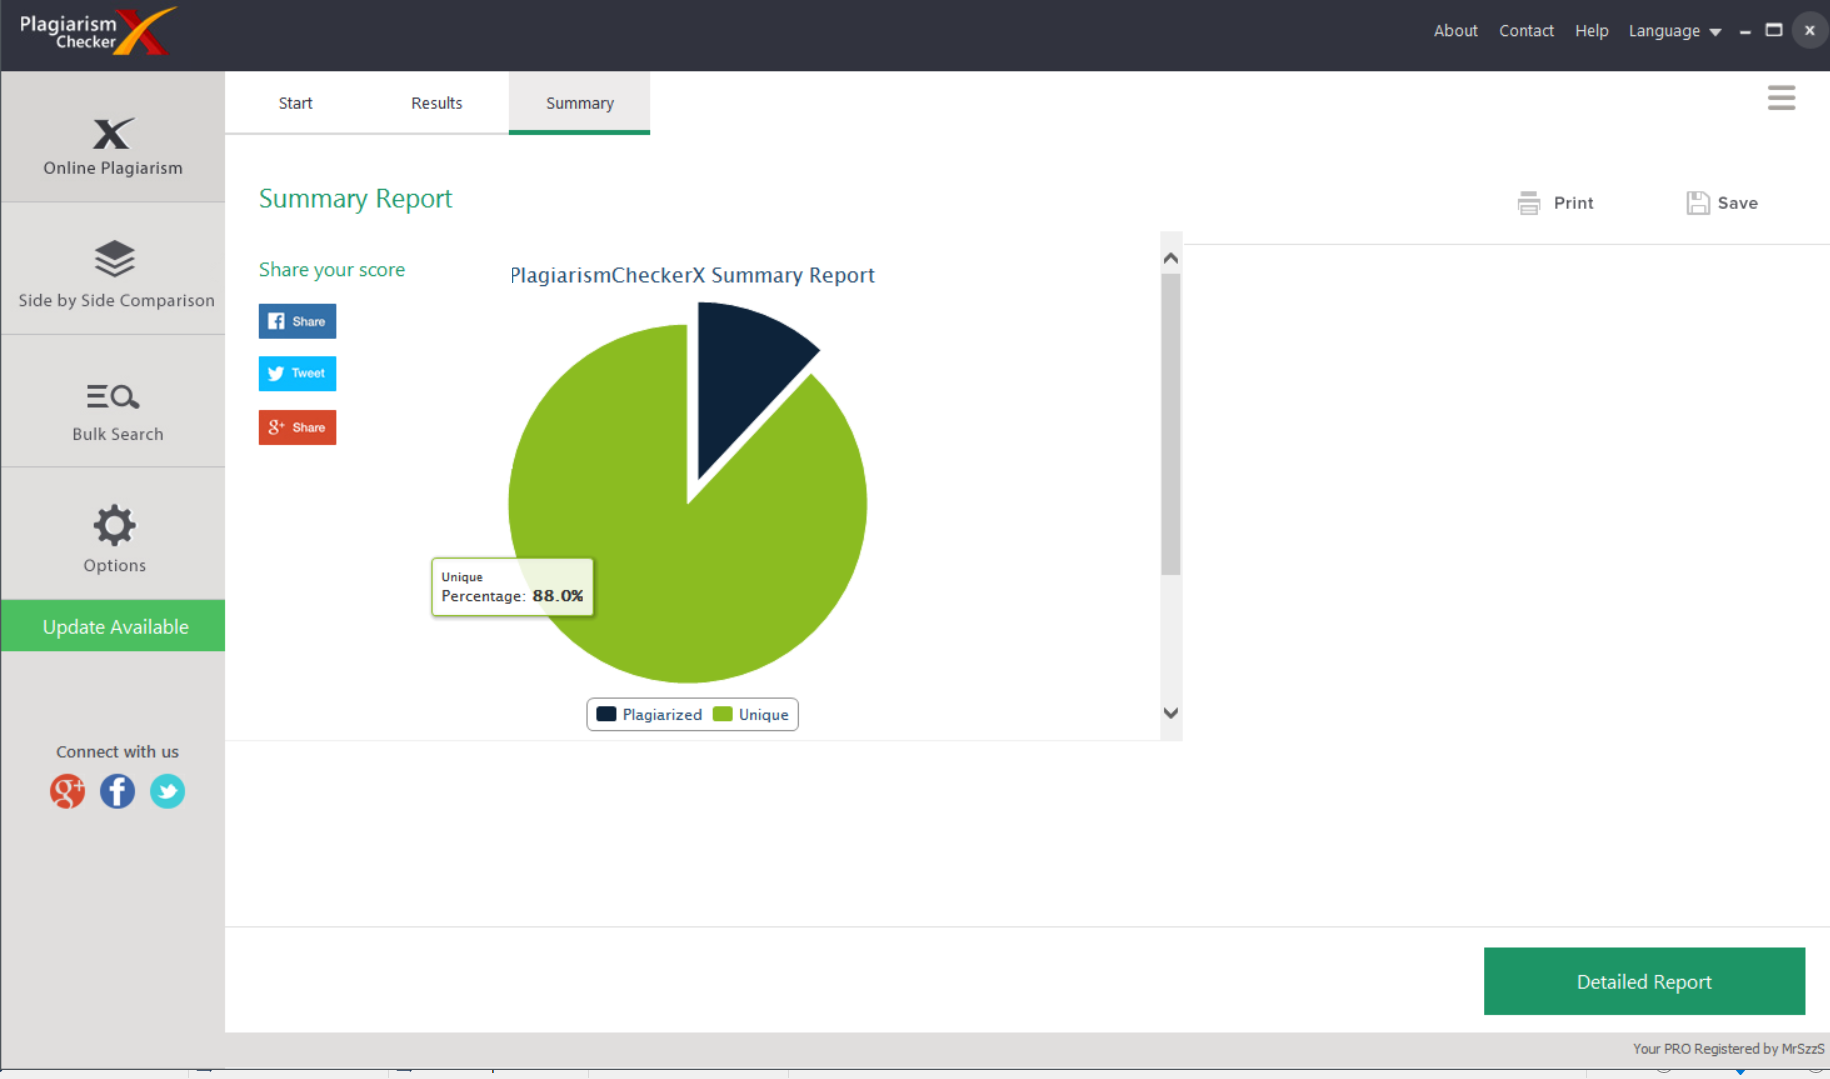 Plagiarism
Checker
About
Contact
Help
Language
Start
Results
Summary
Online Plagiarism
Side by Side Comparison
Bulk Search
Options
Update Available
Connect with us
Summary Report
Print
Save
Share your score
Share
Tweet
Share
PlagiarismCheckerX Summary Report
Unique
Percentage: 88.0%
Plagiarized
Unique
Detailed Report
Your PRO Registered by MrSzzS